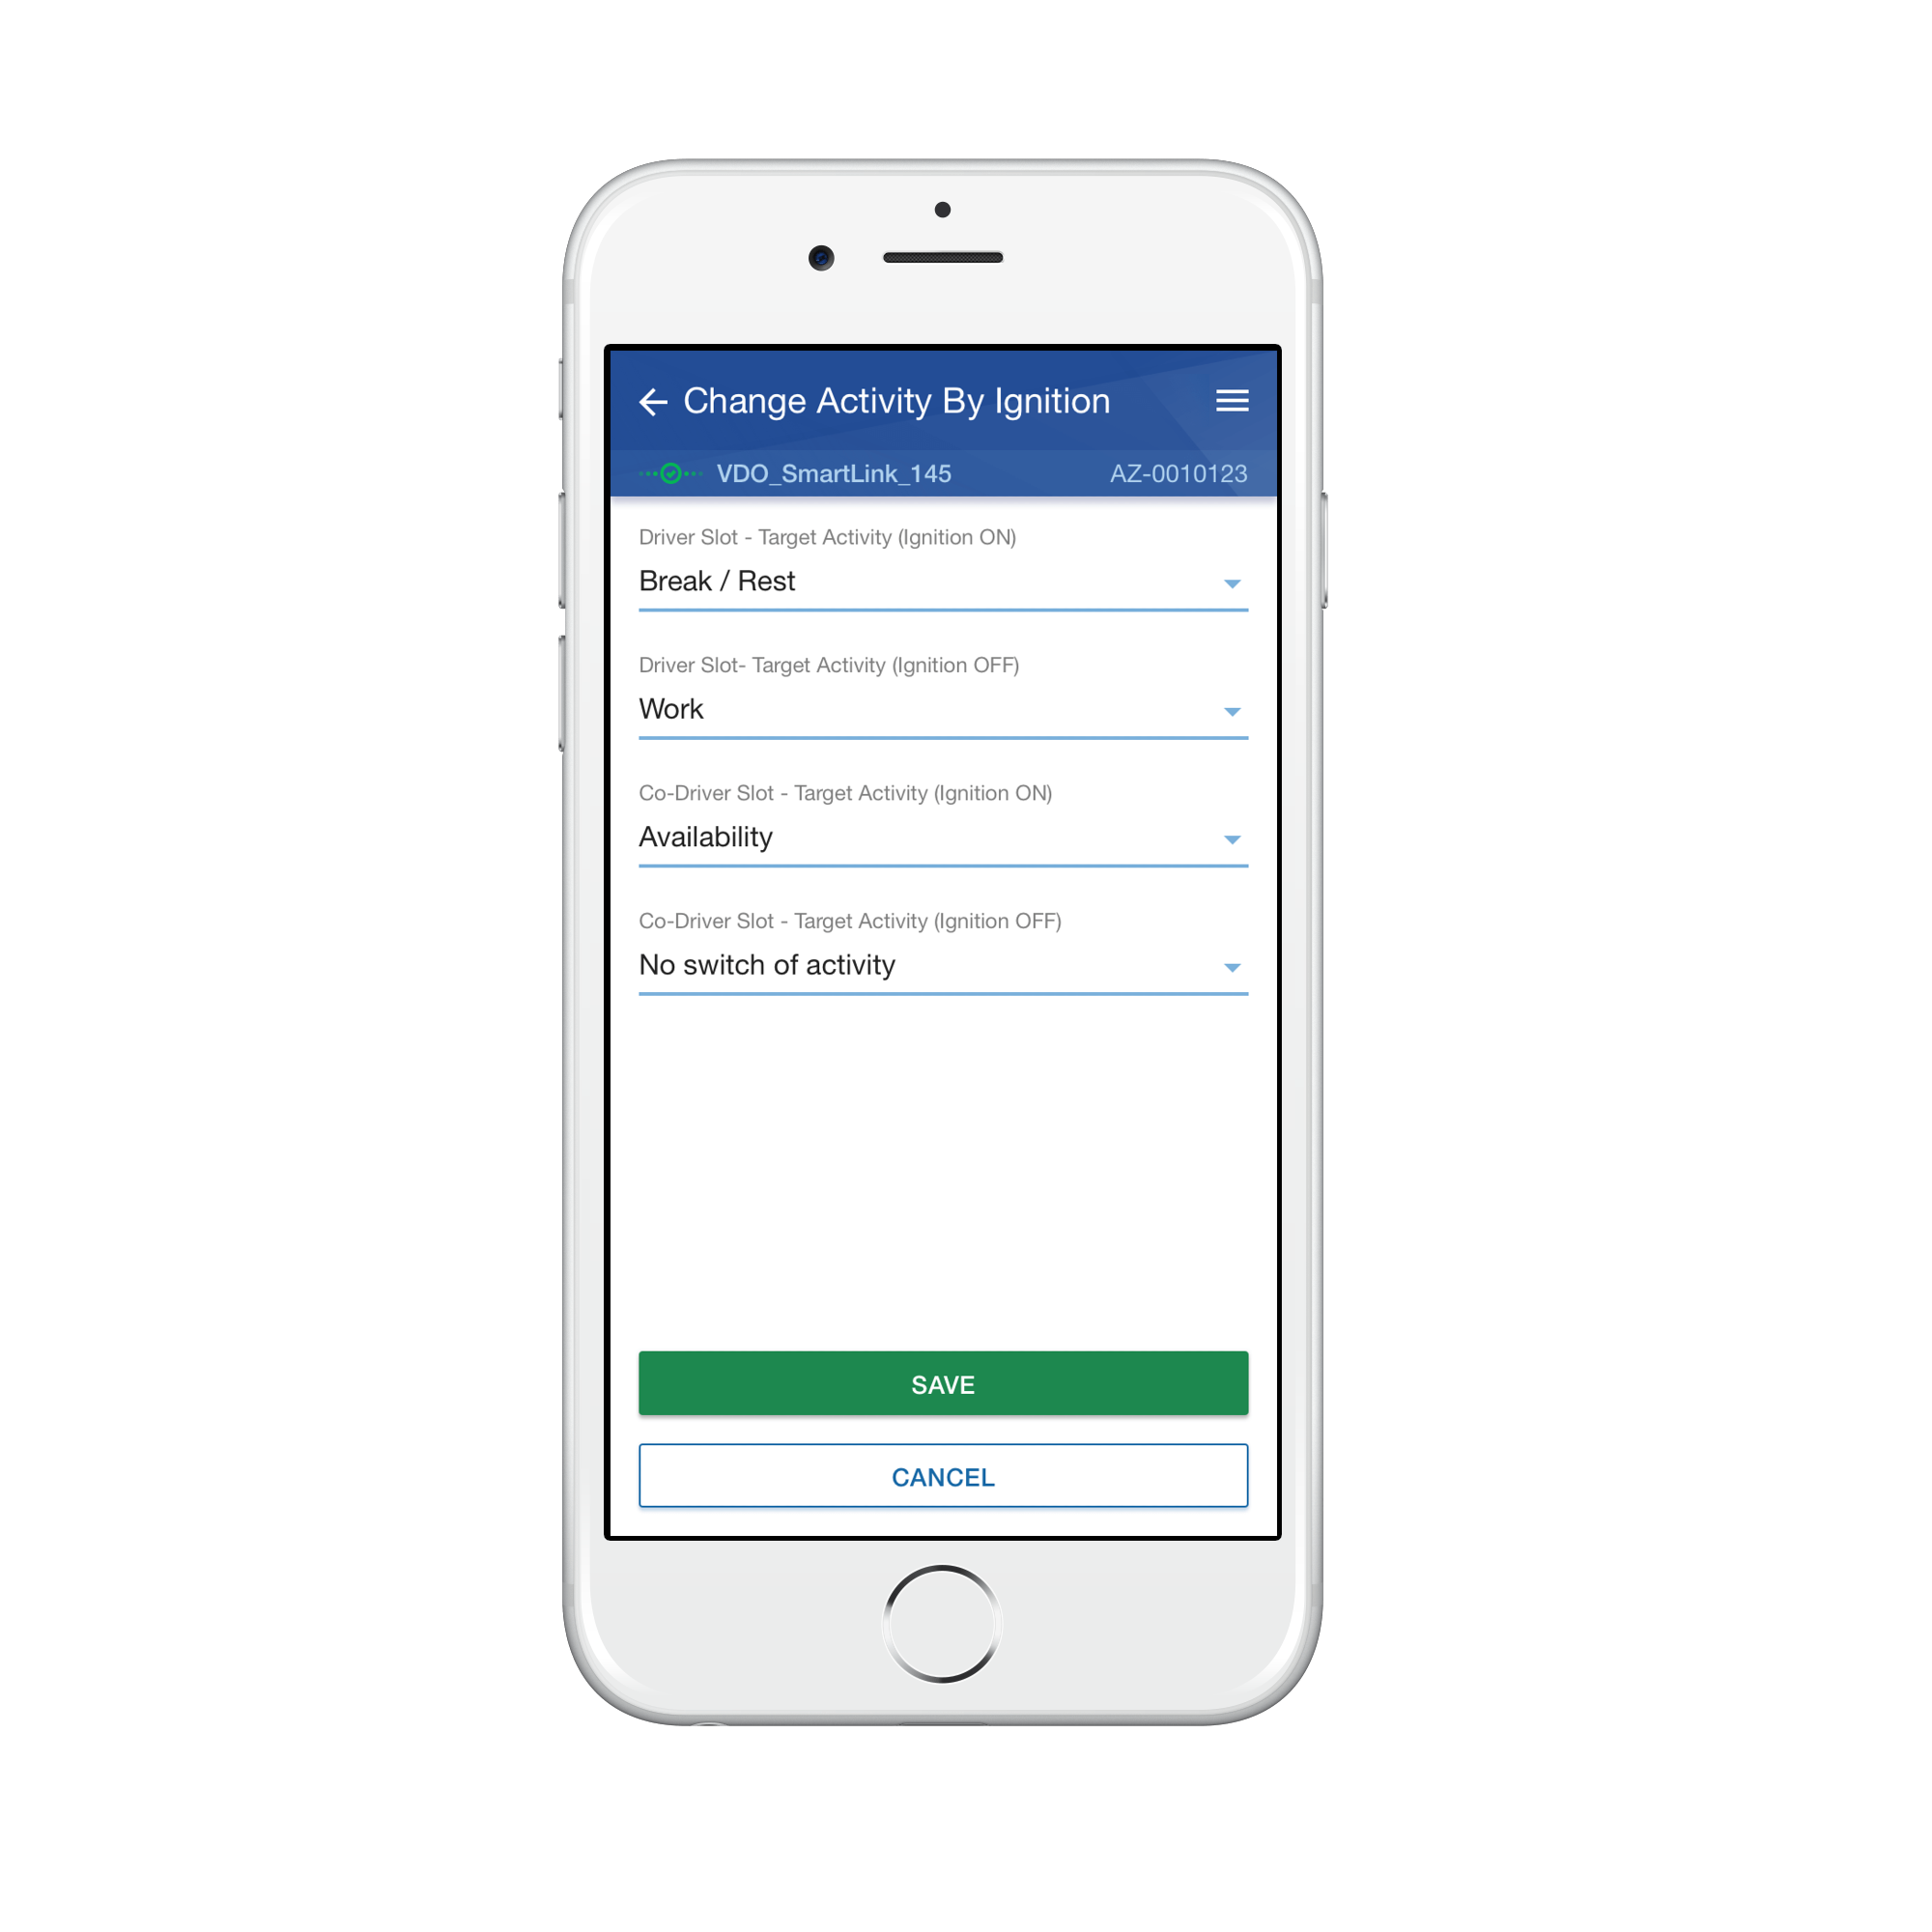 Change Activity By Ignition
VDO_SmartLink_145 AZ-0010123
Driver Slot - Target Activity (Ignition ON)
Break / Rest
Driver Slot- Target Activity (Ignition OFF)
Work
Co-Driver Slot - Target Activity (Ignition ON)
Availability
Co-Driver Slot - Target Activity (Ignition OFF)
No switch of activity
SAVE
CANCEL